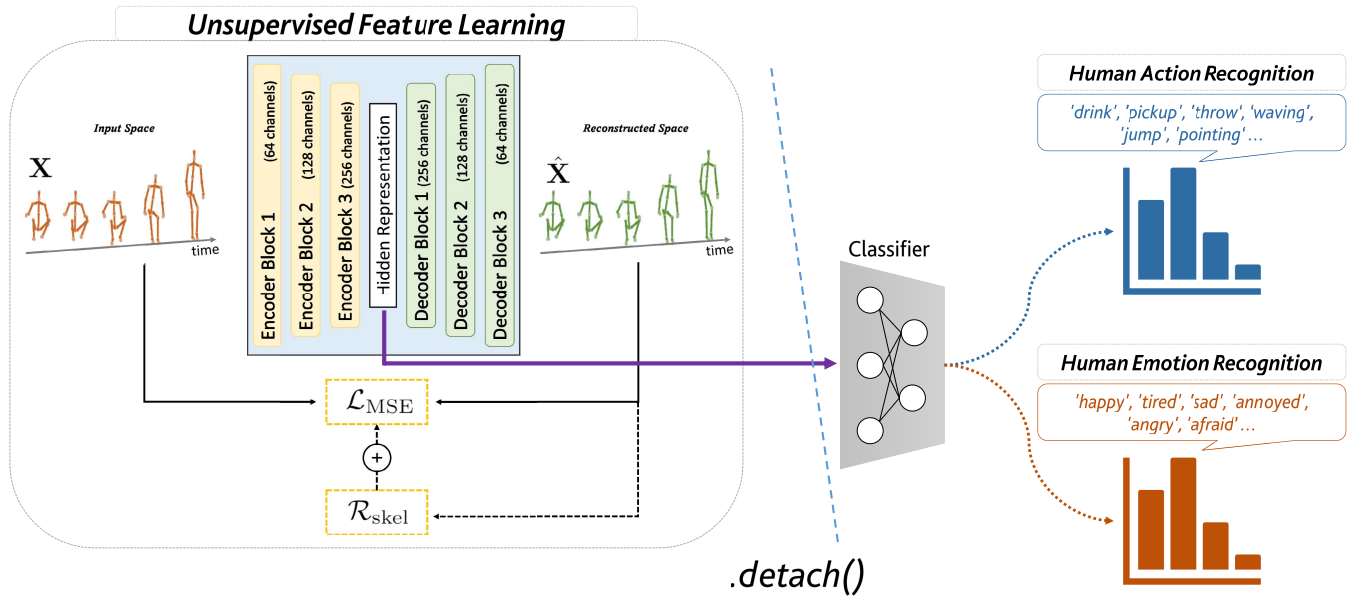 Unsupervised Feature Learning
Input Space
X
time
Encoder Block 1 (64 channels)
Encoder Block 2 (128 channels)
Encoder Block 3 (256 channels)
Hidden Representation
Decoder Block 1 (256 channels)
Decoder Block 2 (128 channels)
Decoder Block 3 (64 channels)
Reconstructed Space
X̂
time
ℒMSE
+
ℛskel
.detach()
Classifier
Human Action Recognition
'drink', 'pickup', 'throw', 'waving',
'jump', 'pointing' ...
Human Emotion Recognition
'happy', 'tired', 'sad', 'annoyed',
'angry', 'afraid' ...